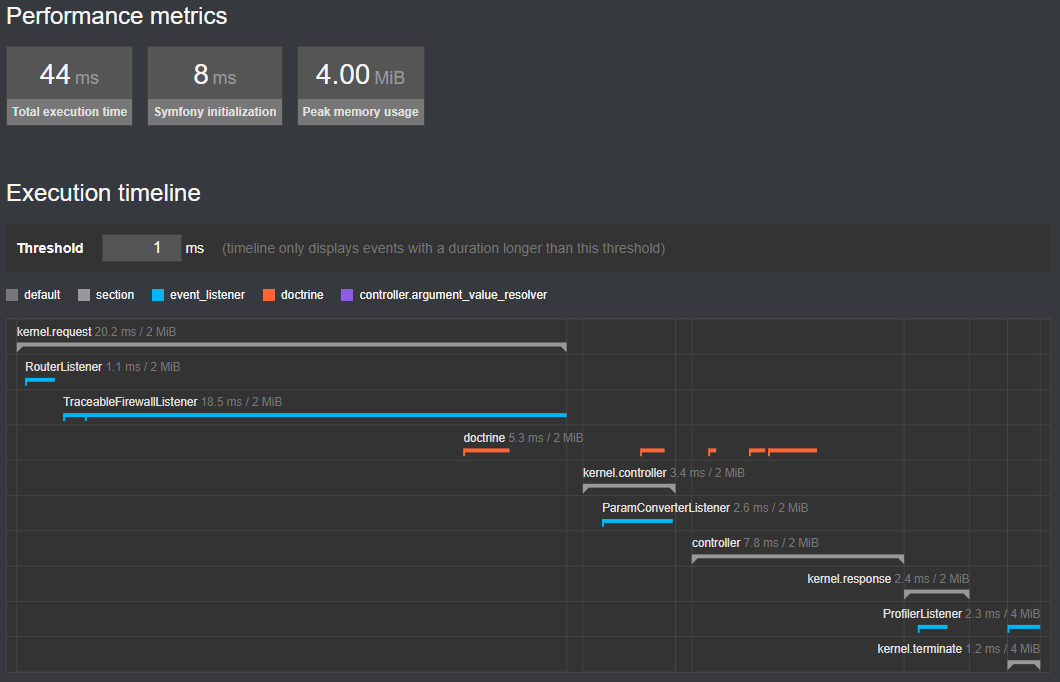 Performance metrics
44 ms 8 ms 4.00 MiB
Total execution time Symfony initialization Peak memory usage
Execution timeline
Threshold 1 ms (timeline only displays events with a duration longer than this threshold)
default section event_listener doctrine controller.argument_value_resolver
kernel.request 20.2 ms / 2 MiB
RouterListener 1.1 ms / 2 MiB
TraceableFirewallListener 18.5 ms / 2 MiB
doctrine 5.3 ms / 2 MiB
kernel.controller 3.4 ms / 2 MiB
ParamConverterListener 2.6 ms / 2 MiB
controller 7.8 ms / 2 MiB
kernel.response 2.4 ms / 2 MiB
ProfilerListener 2.3 ms / 4 MiB
kernel.terminate 1.2 ms / 4 MiB